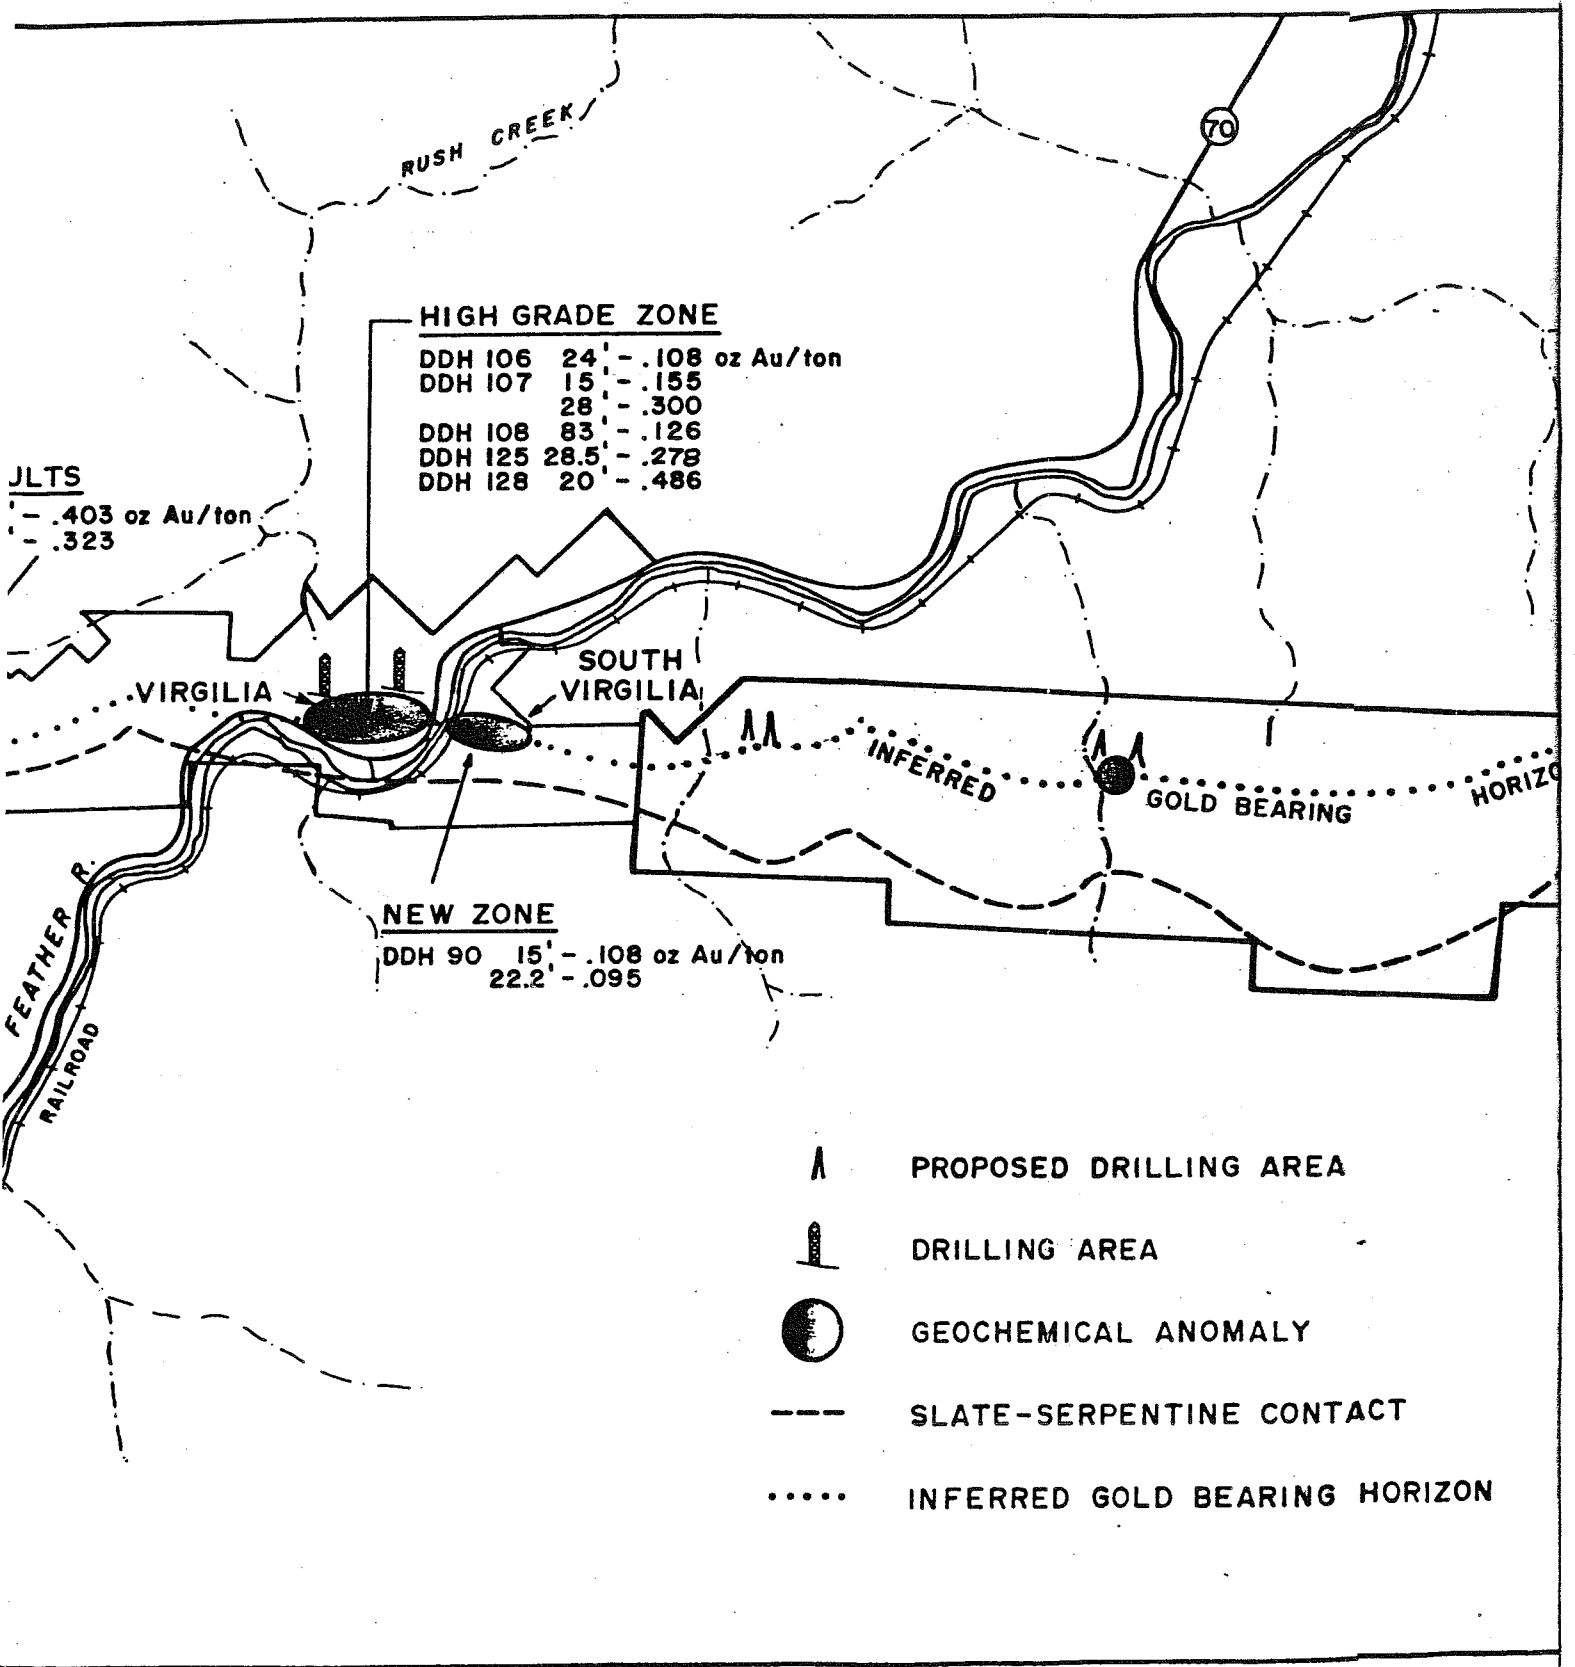 RUSH CREEK
70
HIGH GRADE ZONE
DDH 106 24' - .108 oz Au/ton
DDH 107 15' - .155
28' - .300
DDH 108 83' - .126
DDH 125 28.5' - .278
DDH 128 20' - .486
JLTS
' - .403 oz Au/ton
' - .323
VIRGILIA
SOUTH
VIRGILIA
INFERRED
GOLD BEARING
HORIZO
FEATHER R.
RAILROAD
NEW ZONE
DDH 90 15' - .108 oz Au/ton
22.2' - .095
PROPOSED DRILLING AREA
DRILLING AREA
GEOCHEMICAL ANOMALY
SLATE-SERPENTINE CONTACT
INFERRED GOLD BEARING HORIZON